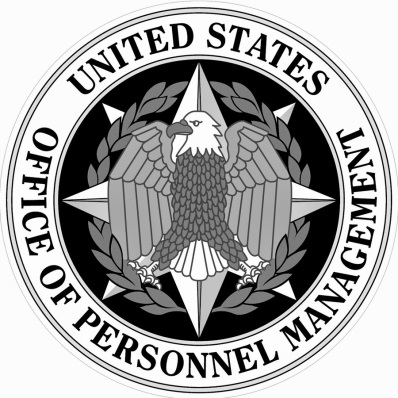 UNITED STATES
OFFICE OF PERSONNEL MANAGEMENT